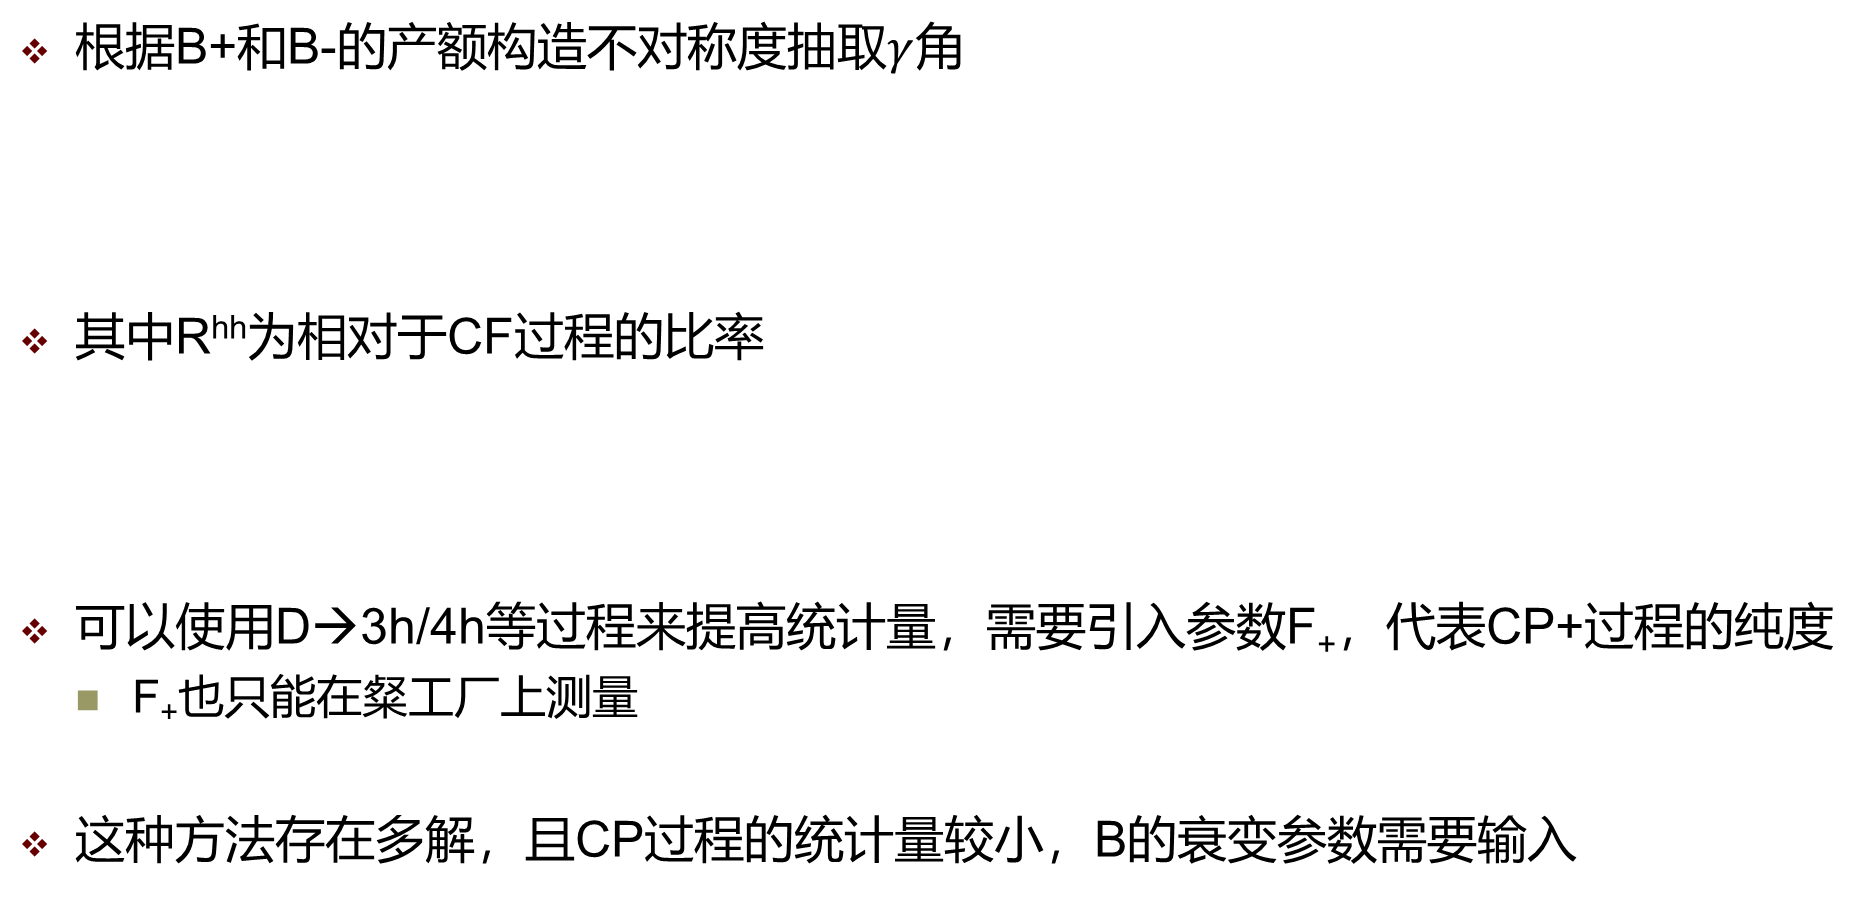 根据B+和B-的产额构造不对称度抽取γ角
其中Rʰʰ为相对于CF过程的比率
可以使用D→3h/4h等过程来提高统计量，需要引入参数F₊，代表CP+过程的纯度
F₊也只能在粲工厂上测量
这种方法存在多解，且CP过程的统计量较小，B的衰变参数需要输入